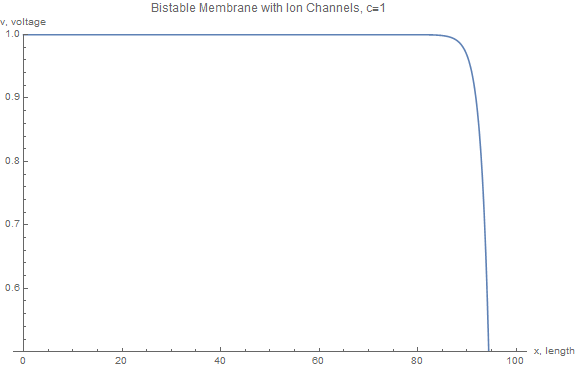 Bistable Membrane with Ion Channels, c=1
v, voltage
1.0
0.9
0.8
0.7
0.6
0 20 40 60 80 100
x, length